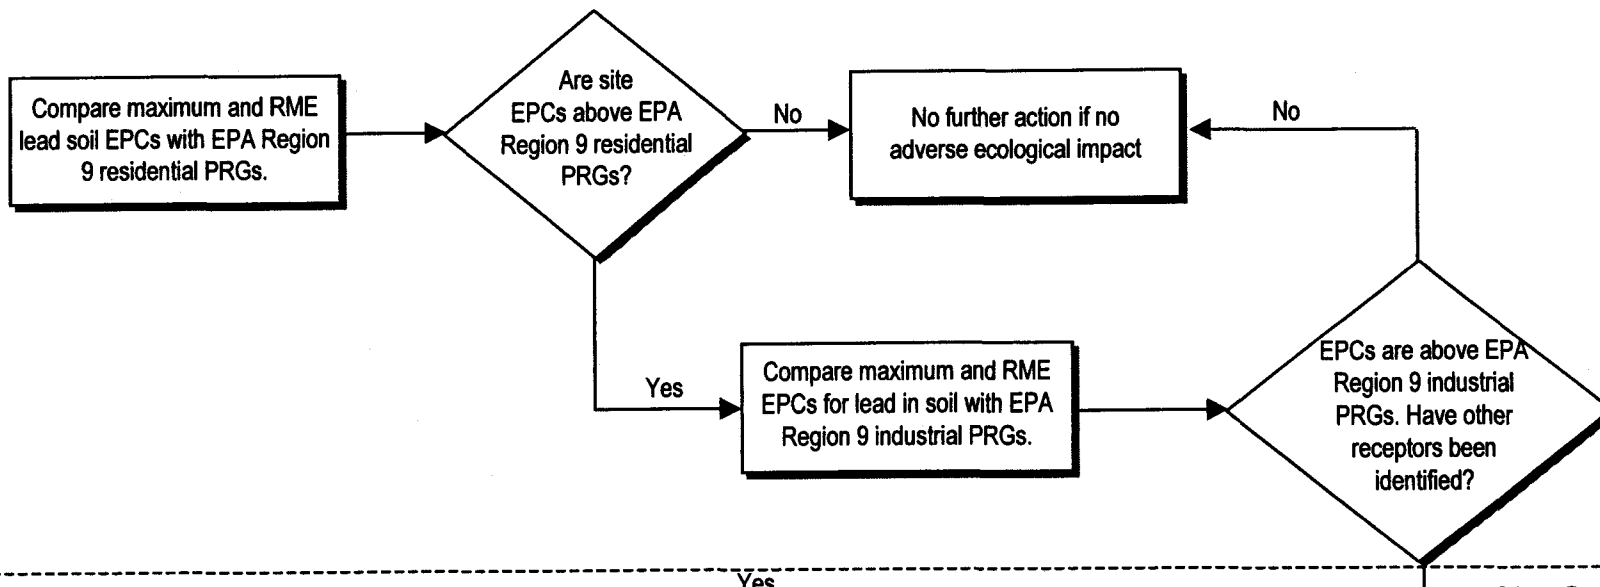 Compare maximum and RME
lead soil EPCs with EPA Region
9 residential PRGs.
Are site
EPCs above EPA
Region 9 residential
PRGs?
No
No further action if no
adverse ecological impact
No
Yes
Compare maximum and RME
EPCs for lead in soil with EPA
Region 9 industrial PRGs.
EPCs are above EPA
Region 9 industrial
PRGs. Have other
receptors been
identified?
Yes